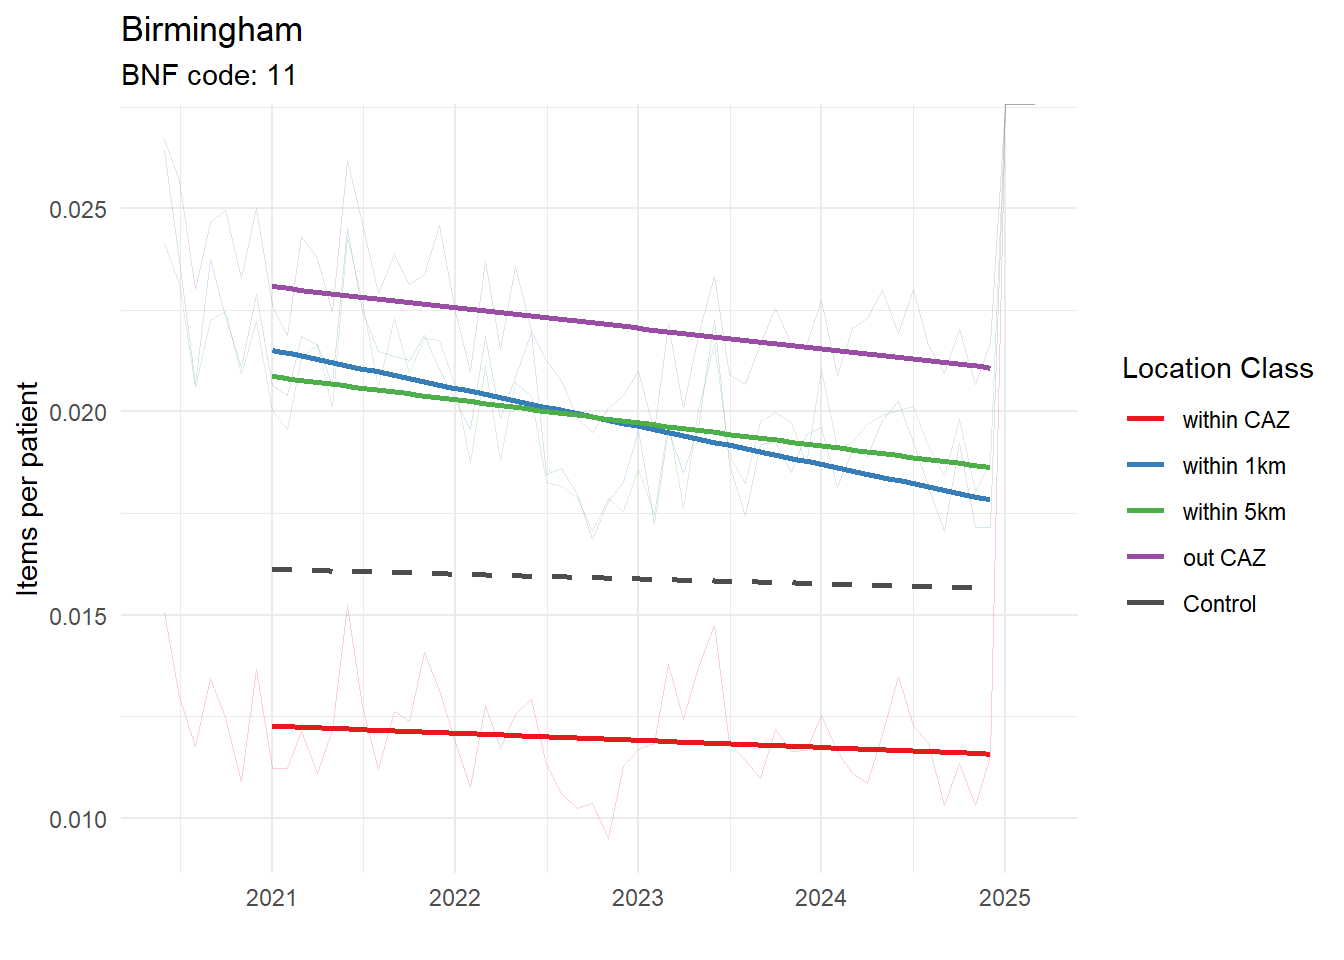 Birmingham
BNF code: 11
Items per patient
0.025
0.020
0.015
0.010
2021
2022
2023
2024
2025
Location Class
within CAZ
within 1km
within 5km
out CAZ
Control